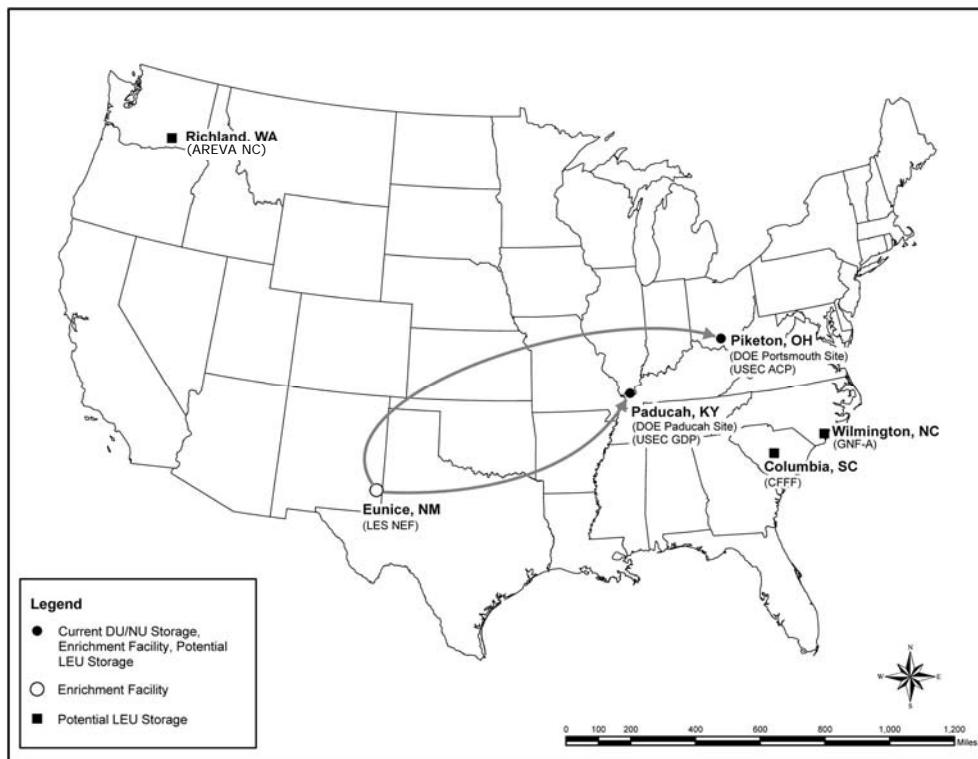 Richland, WA
(AREVA NC)
Piketon, OH
(DOE Portsmouth Site)
(USEC ACP)
Paducah, KY
(DOE Paducah Site)
(USEC GDP)
Wilmington, NC
(GNF-A)
Columbia, SC
(CFFF)
Eunice, NM
(LES NEF)
Legend
Current DU/NU Storage,
Enrichment Facility, Potential
LEU Storage
Enrichment Facility
Potential LEU Storage
N
W E
S
0 100 200 400 600 800 1,000 1,200
Miles